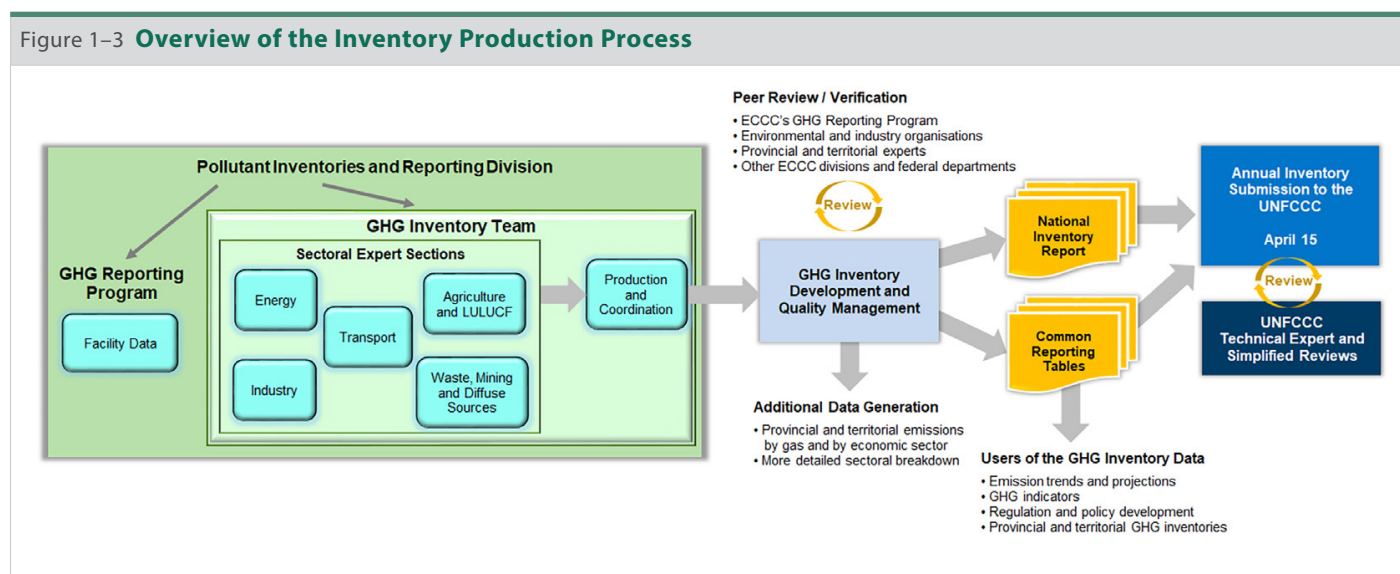 Figure 1–3 Overview of the Inventory Production Process
Pollutant Inventories and Reporting Division
GHG Reporting
Program
Facility Data
GHG Inventory Team
Sectoral Expert Sections
Energy
Transport
Agriculture
and LULUCF
Industry
Waste, Mining
and Diffuse
Sources
Production
and
Coordination
Peer Review / Verification
• ECCC's GHG Reporting Program
• Environmental and industry organisations
• Provincial and territorial experts
• Other ECCC divisions and federal departments
Review
GHG Inventory
Development and
Quality Management
Additional Data Generation
• Provincial and territorial emissions
by gas and by economic sector
• More detailed sectoral breakdown
National
Inventory
Report
Common
Reporting
Tables
Users of the GHG Inventory Data
• Emission trends and projections
• GHG indicators
• Regulation and policy development
• Provincial and territorial GHG inventories
Annual Inventory
Submission to the
UNFCCC
April 15
Review
UNFCCC
Technical Expert and
Simplified Reviews